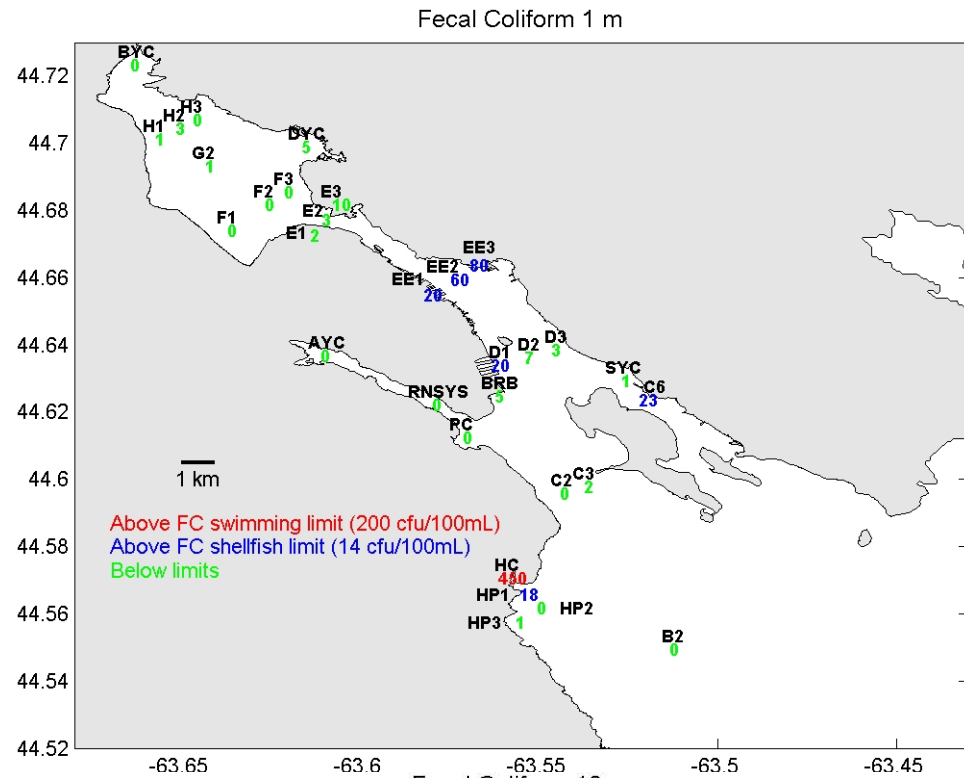 Fecal Coliform 1 m
44.72
BYC
0
H3
0
H2
3
H1
1
44.7
DYC
5
G2
1
F3
0
F2
0
E3
10
44.68
E2
3
F1
0
E1
2
EE3
80
EE2
60
44.66
EE1
20
44.64
AYC
0
D3
3
D2
7
D1
20
SYC
1
C6
23
BRB
5
44.62
RNSYS
0
PC
0
1 km
44.6
C3
2
C2
0
Above FC swimming limit (200 cfu/100mL)
Above FC shellfish limit (14 cfu/100mL)
Below limits
44.58
HC
HP1
18
44.56
0
HP2
HP3
1
B2
0
44.54
44.52
-63.65
-63.6
-63.55
-63.5
-63.45